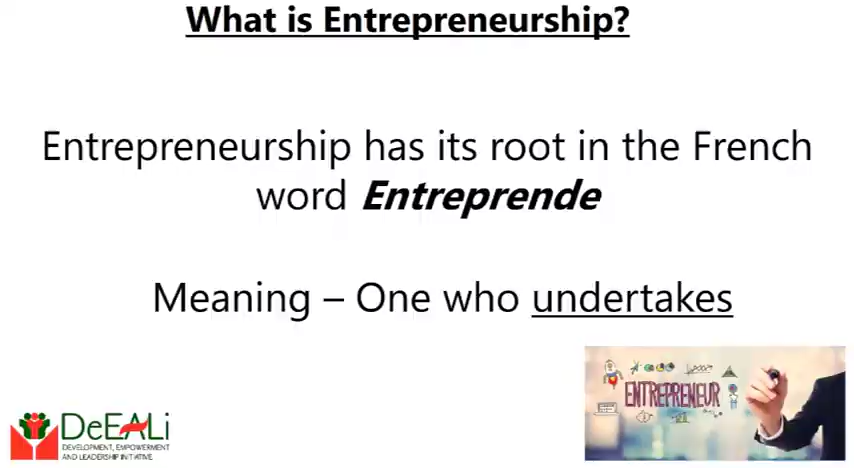 What is Entrepreneurship?
Entrepreneurship has its root in the French
word Entreprende
Meaning – One who undertakes
ENTREPRENEUR
DeEALi
DEVELOPMENT, EMPOWERMENT
AND LEADERSHIP INITIATIVE